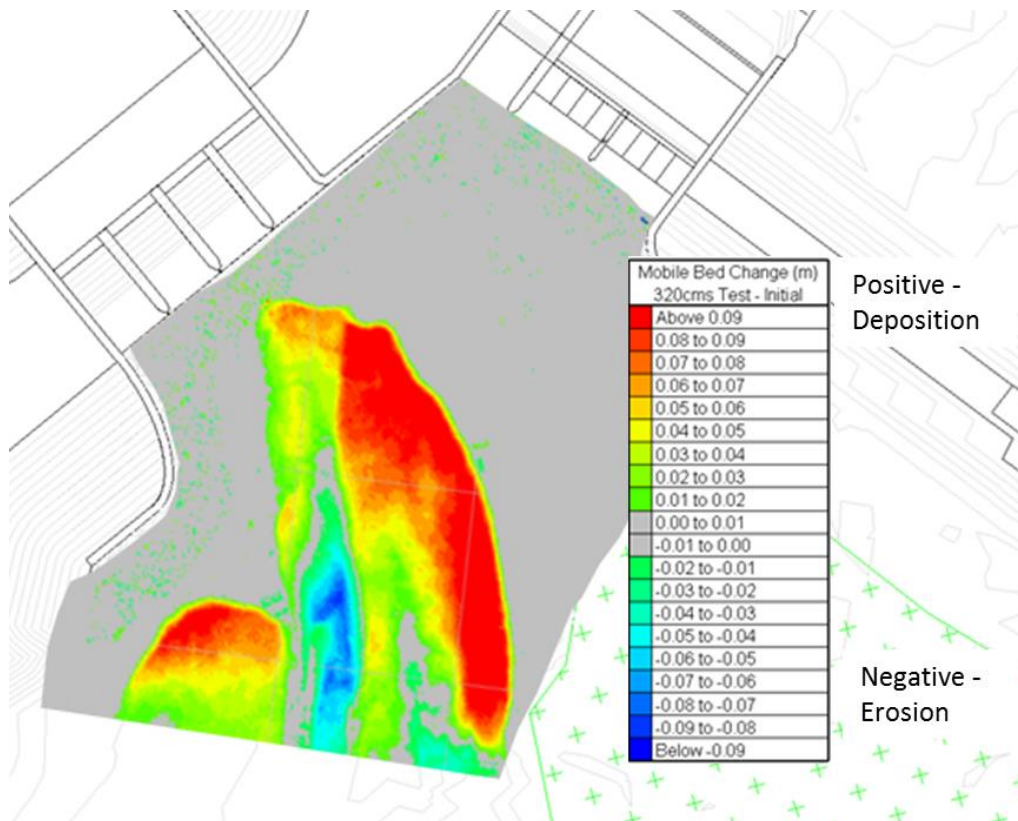 Mobile Bed Change (m)
320cms Test - Initial
Above 0.09
0.08 to 0.09
0.07 to 0.08
0.06 to 0.07
0.05 to 0.06
0.04 to 0.05
0.03 to 0.04
0.02 to 0.03
0.01 to 0.02
0.00 to 0.01
-0.01 to 0.00
-0.02 to -0.01
-0.03 to -0.02
-0.04 to -0.03
-0.05 to -0.04
-0.06 to -0.05
-0.07 to -0.06
-0.08 to -0.07
-0.09 to -0.08
Below -0.09
Positive -
Deposition
Negative -
Erosion